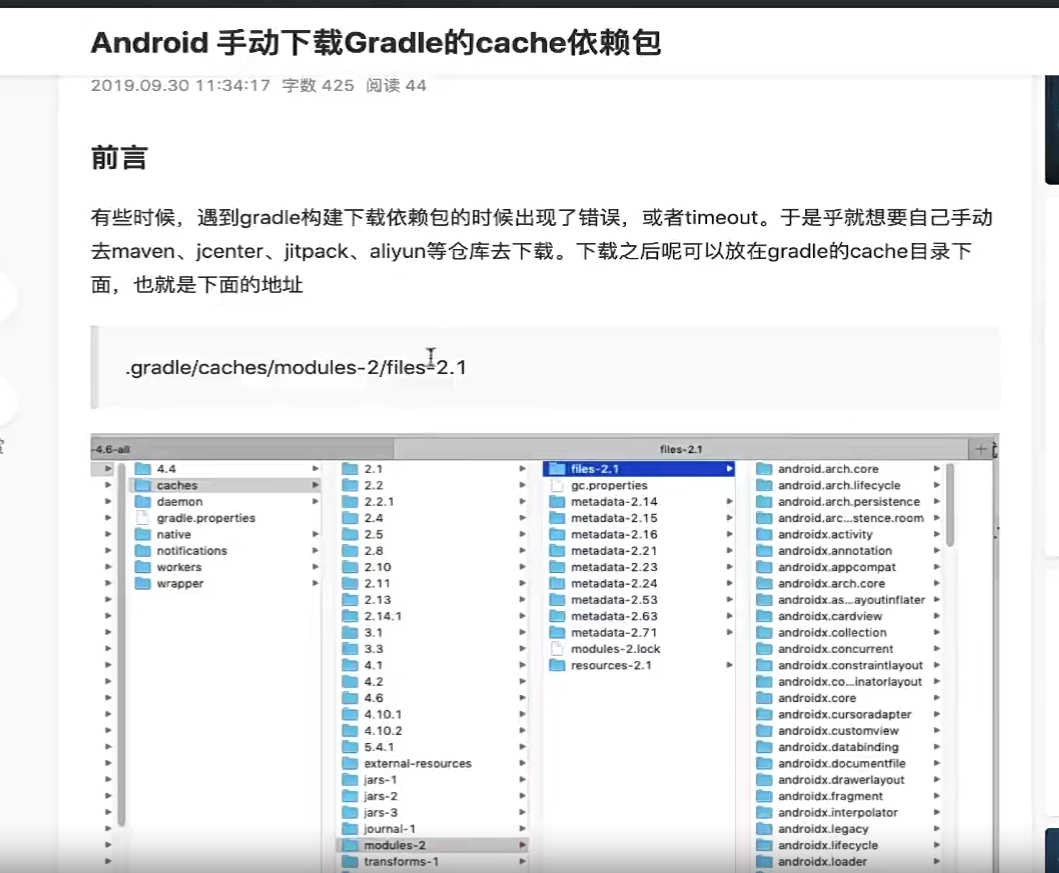 Android 手动下载Gradle的cache依赖包
2019.09.30 11:34:17 字数 425 阅读 44
前言
有些时候，遇到gradle构建下载依赖包的时候出现了错误，或者timeout。于是乎就想要自己手动
去maven、jcenter、jitpack、aliyun等仓库去下载。下载之后呢可以放在gradle的cache目录下
面，也就是下面的地址
.gradle/caches/modules-2/files-2.1
-4.6-all
files-2.1
4.4
caches
daemon
gradle.properties
native
notifications
workers
wrapper
2.1
2.2
2.2.1
2.4
2.5
2.8
2.10
2.11
2.13
2.14.1
3.1
3.3
4.1
4.2
4.6
4.10.1
4.10.2
5.4.1
external-resources
jars-1
jars-2
jars-3
journal-1
modules-2
transforms-1
files-2.1
gc.properties
metadata-2.14
metadata-2.15
metadata-2.16
metadata-2.21
metadata-2.23
metadata-2.24
metadata-2.53
metadata-2.63
metadata-2.71
modules-2.lock
resources-2.1
android.arch.core
android.arch.lifecycle
android.arch.persistence
android.arc...stence.room
androidx.activity
androidx.annotation
androidx.appcompat
androidx.arch.core
androidx.as...ayoutinflater
androidx.cardview
androidx.collection
androidx.concurrent
androidx.constraintlayout
androidx.co...inatorlayout
androidx.core
androidx.cursoradapter
androidx.customview
androidx.databinding
androidx.documentfile
androidx.drawerlayout
androidx.fragment
androidx.interpolator
androidx.legacy
androidx.lifecycle
androidx.loader